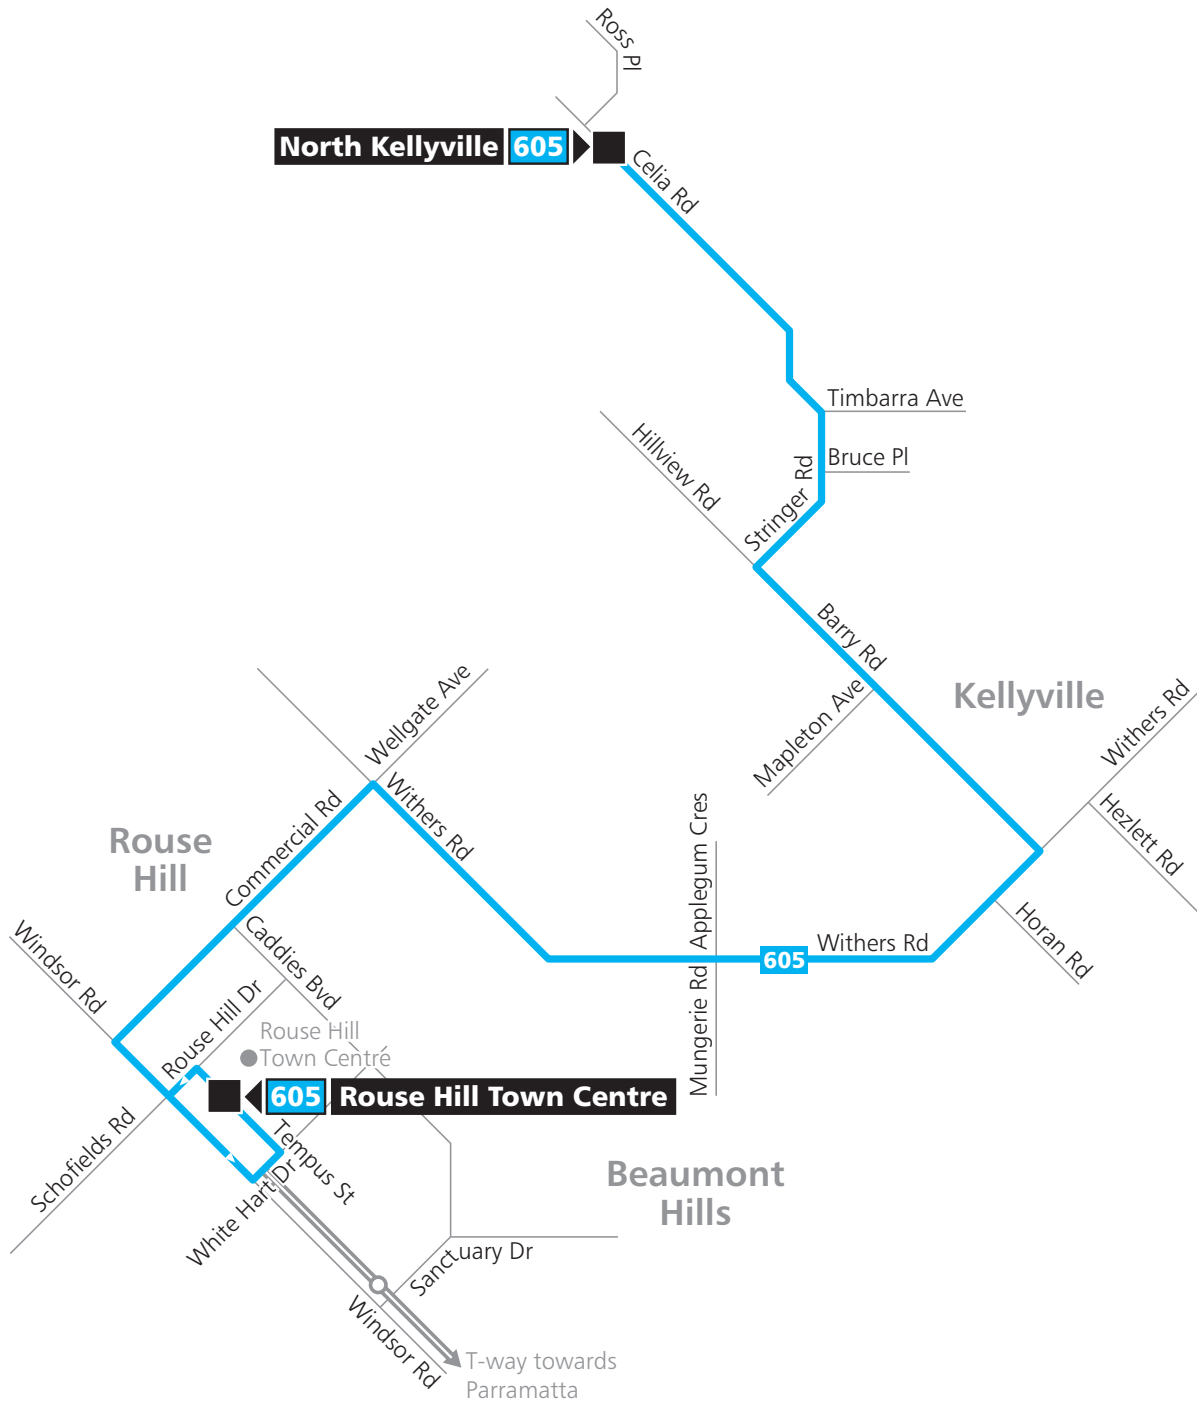 Ross Pl
North Kellyville 605
Celia Rd
Timbarra Ave
Hillview Rd
Bruce Pl
Stringer Rd
Barry Rd
Kellyville
Mapleton Ave
Withers Rd
Wellgate Ave
Withers Rd
Hezlett Rd
Commercial Rd
Rouse
Hill
Applegum Cres
Horan Rd
Withers Rd
605
Windsor Rd
Caddies Bvd
Mungerie Rd
Rouse Hill Dr
Rouse Hill
Town Centre
605 Rouse Hill Town Centre
Schofields Rd
Tempus St
White Hart Dr
Beaumont
Hills
Sanctuary Dr
Windsor Rd
T-way towards
Parramatta